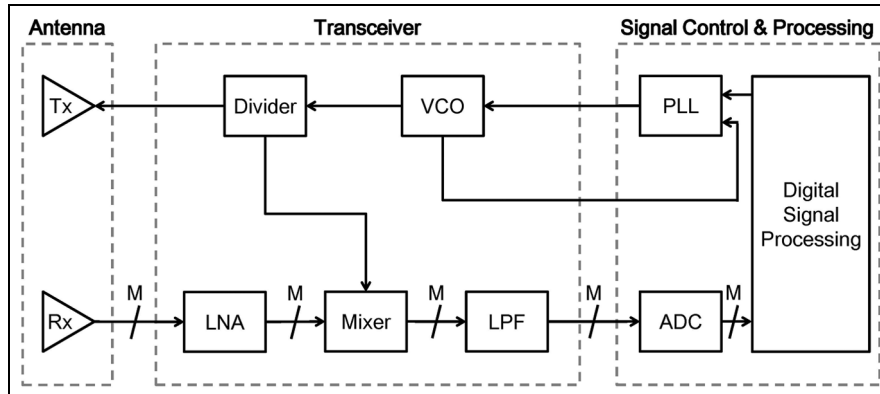 Antenna
Transceiver
Signal Control & Processing
Tx
Divider
VCO
PLL
Digital
Signal
Processing
M
M
M
M
M
Rx
LNA
Mixer
LPF
ADC